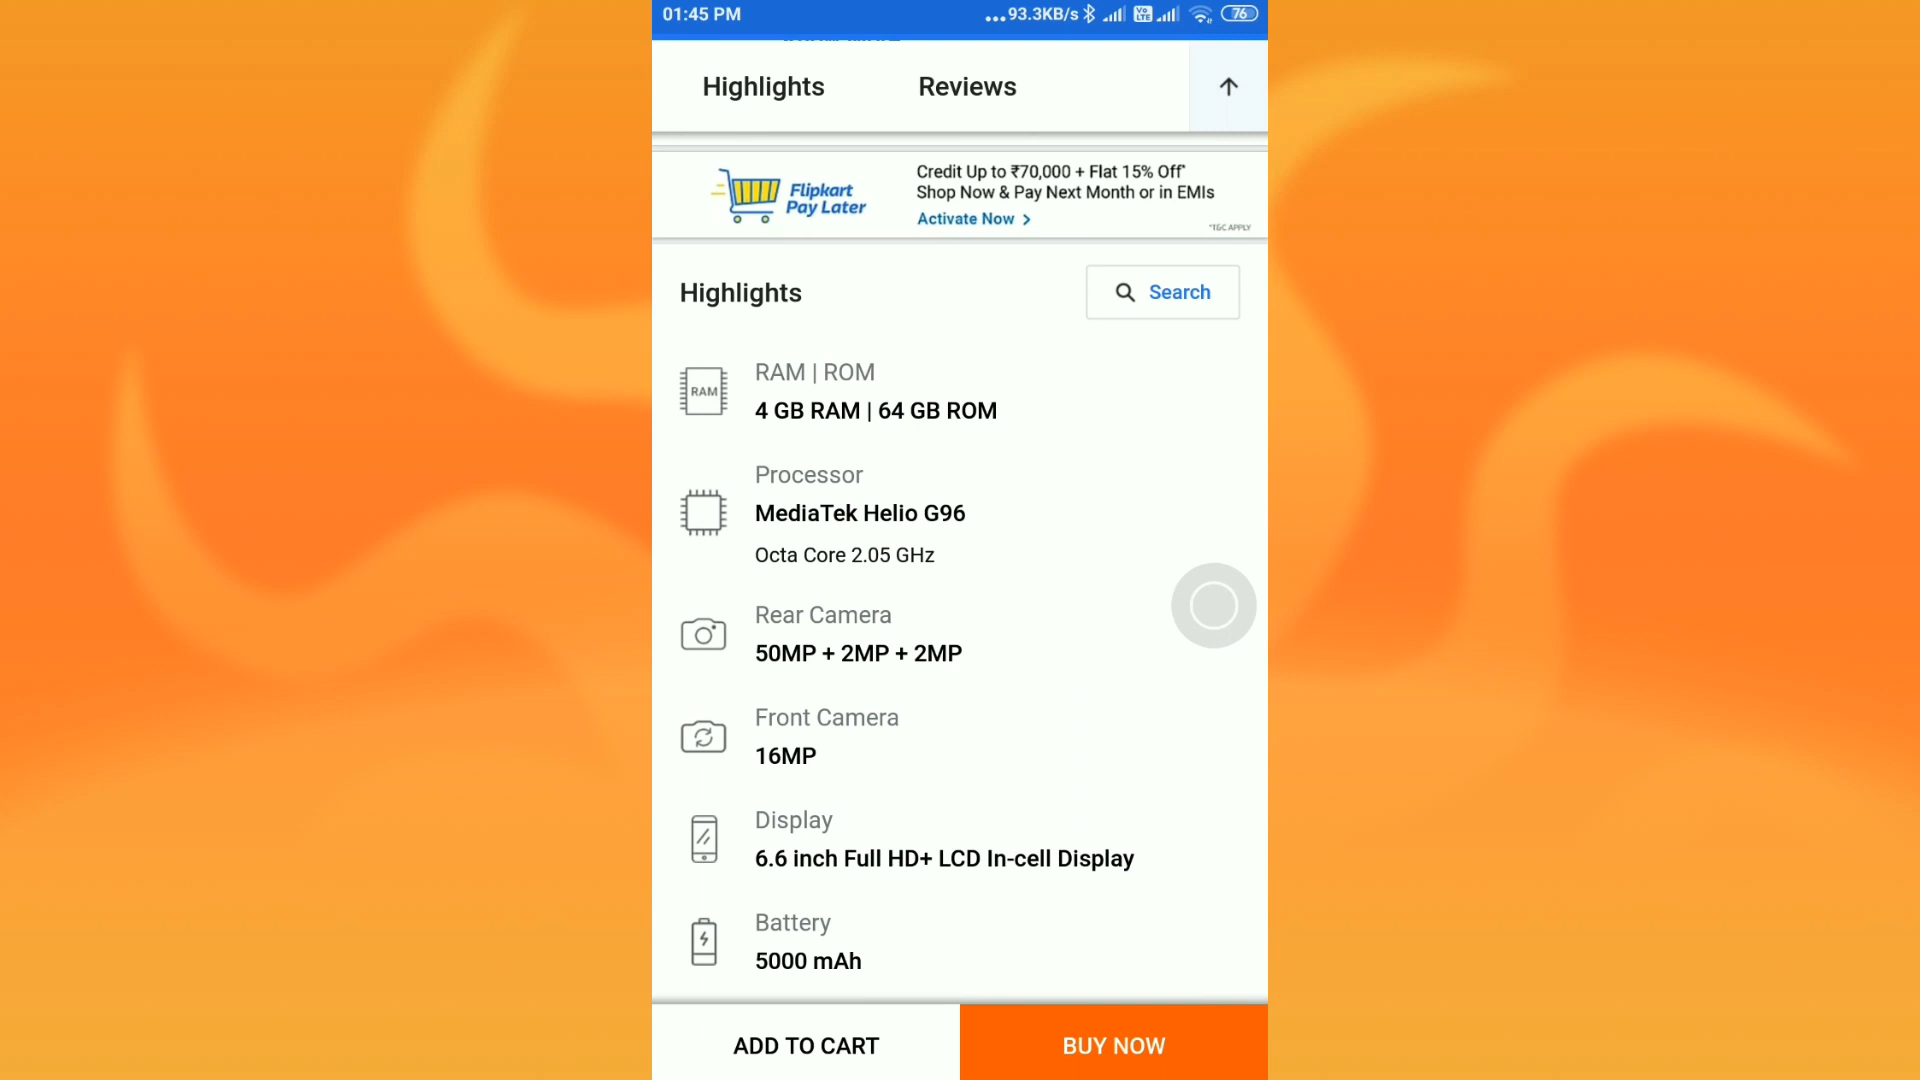 01:45 PM
...93.3KB/s Vo LTE 76
Highlights Reviews
Flipkart
Pay Later
Credit Up to ₹70,000 + Flat 15% Off*
Shop Now & Pay Next Month or in EMIs
Activate Now >
*T&C APPLY
Highlights
Search
RAM | ROM
RAM
4 GB RAM | 64 GB ROM
Processor
MediaTek Helio G96
Octa Core 2.05 GHz
Rear Camera
50MP + 2MP + 2MP
Front Camera
16MP
Display
6.6 inch Full HD+ LCD In-cell Display
Battery
5000 mAh
ADD TO CART BUY NOW